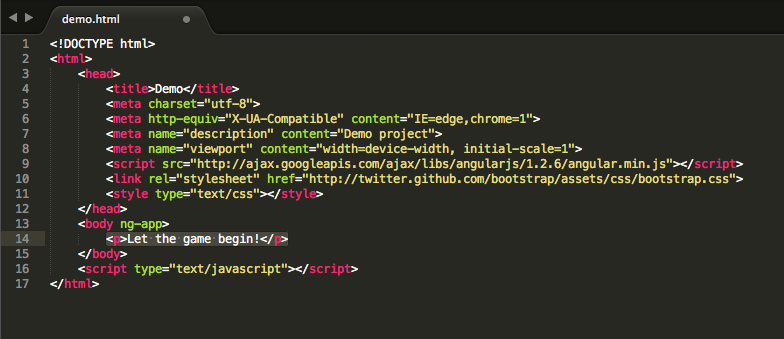 demo.html
1 <!DOCTYPE html>
2 <html>
3 <head>
4 <title>Demo</title>
5 <meta charset="utf-8">
6 <meta http-equiv="X-UA-Compatible" content="IE=edge,chrome=1">
7 <meta name="description" content="Demo project">
8 <meta name="viewport" content="width=device-width, initial-scale=1">
9 <script src="http://ajax.googleapis.com/ajax/libs/angularjs/1.2.6/angular.min.js"></script>
10 <link rel="stylesheet" href="http://twitter.github.com/bootstrap/assets/css/bootstrap.css">
11 <style type="text/css"></style>
12 </head>
13 <body ng-app>
14 <p>Let the game begin!</p>
15 </body>
16 <script type="text/javascript"></script>
17 </html>